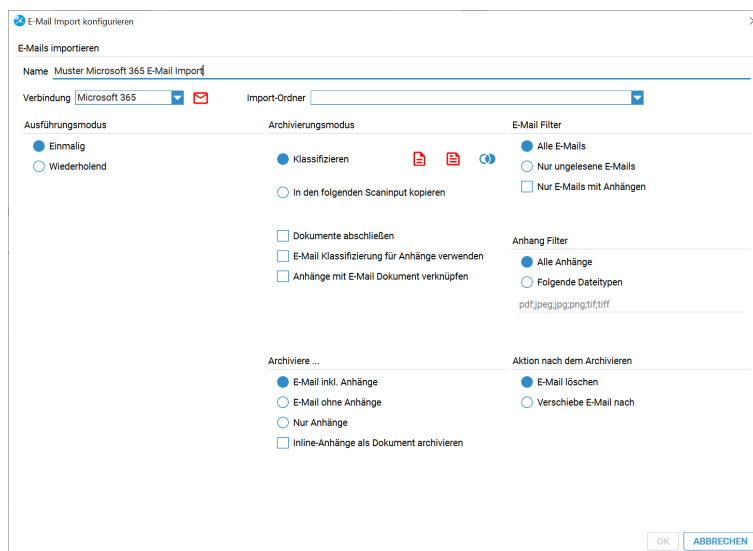 E-Mail Import konfigurieren
E-Mails importieren
Name Muster Microsoft 365 E-Mail Import
Verbindung Microsoft 365 Import-Ordner
Ausführungsmodus
Einmalig
Wiederholend
Archivierungsmodus
Klassifizieren
In den folgenden Scaninput kopieren
Dokumente abschließen
E-Mail Klassifizierung für Anhänge verwenden
Anhänge mit E-Mail Dokument verknüpfen
E-Mail Filter
Alle E-Mails
Nur ungelesene E-Mails
Nur E-Mails mit Anhängen
Anhang Filter
Alle Anhänge
Folgende Dateitypen
pdf;jpeg;jpg;png;tif;tiff
Archiviere ...
E-Mail inkl. Anhänge
E-Mail ohne Anhänge
Nur Anhänge
Inline-Anhänge als Dokument archivieren
Aktion nach dem Archivieren
E-Mail löschen
Verschiebe E-Mail nach
OK ABBRECHEN